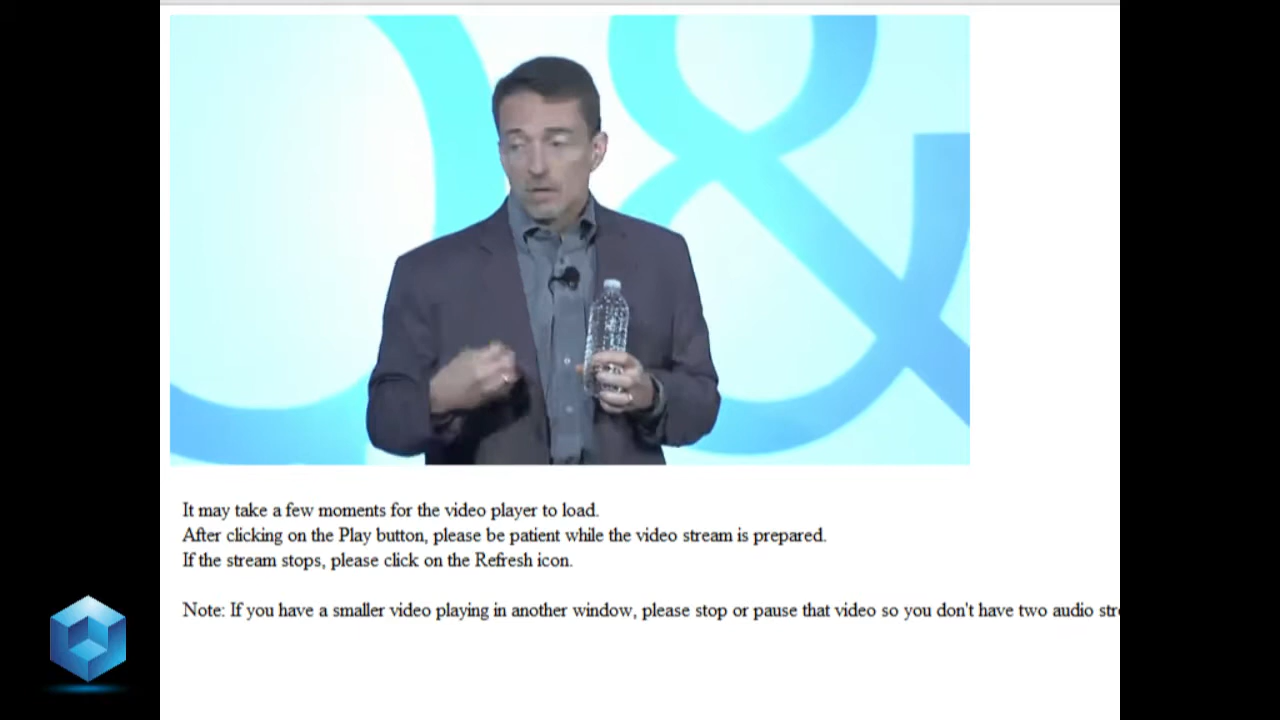 &
It may take a few moments for the video player to load.
After clicking on the Play button, please be patient while the video stream is prepared.
If the stream stops, please click on the Refresh icon.
Note: If you have a smaller video playing in another window, please stop or pause that video so you don't have two audio